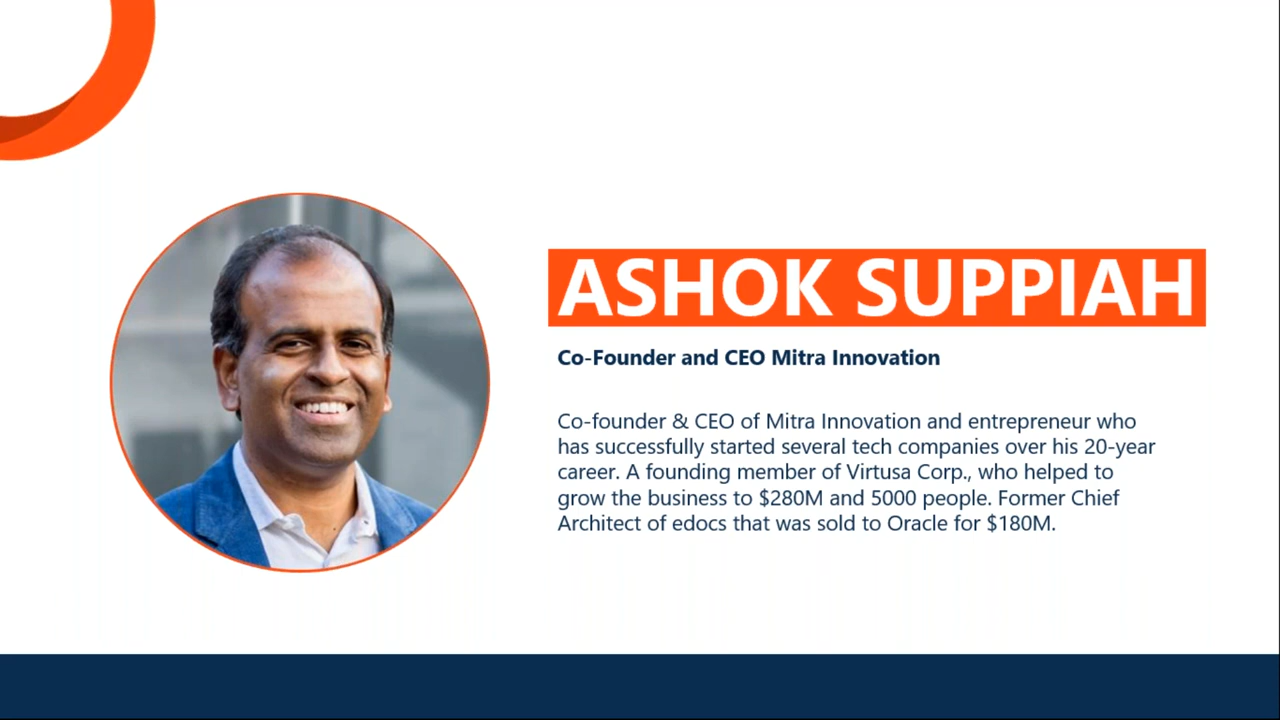 ASHOK SUPPIAH
Co-Founder and CEO Mitra Innovation
Co-founder & CEO of Mitra Innovation and entrepreneur who
has successfully started several tech companies over his 20-year
career. A founding member of Virtusa Corp., who helped to
grow the business to $280M and 5000 people. Former Chief
Architect of edocs that was sold to Oracle for $180M.